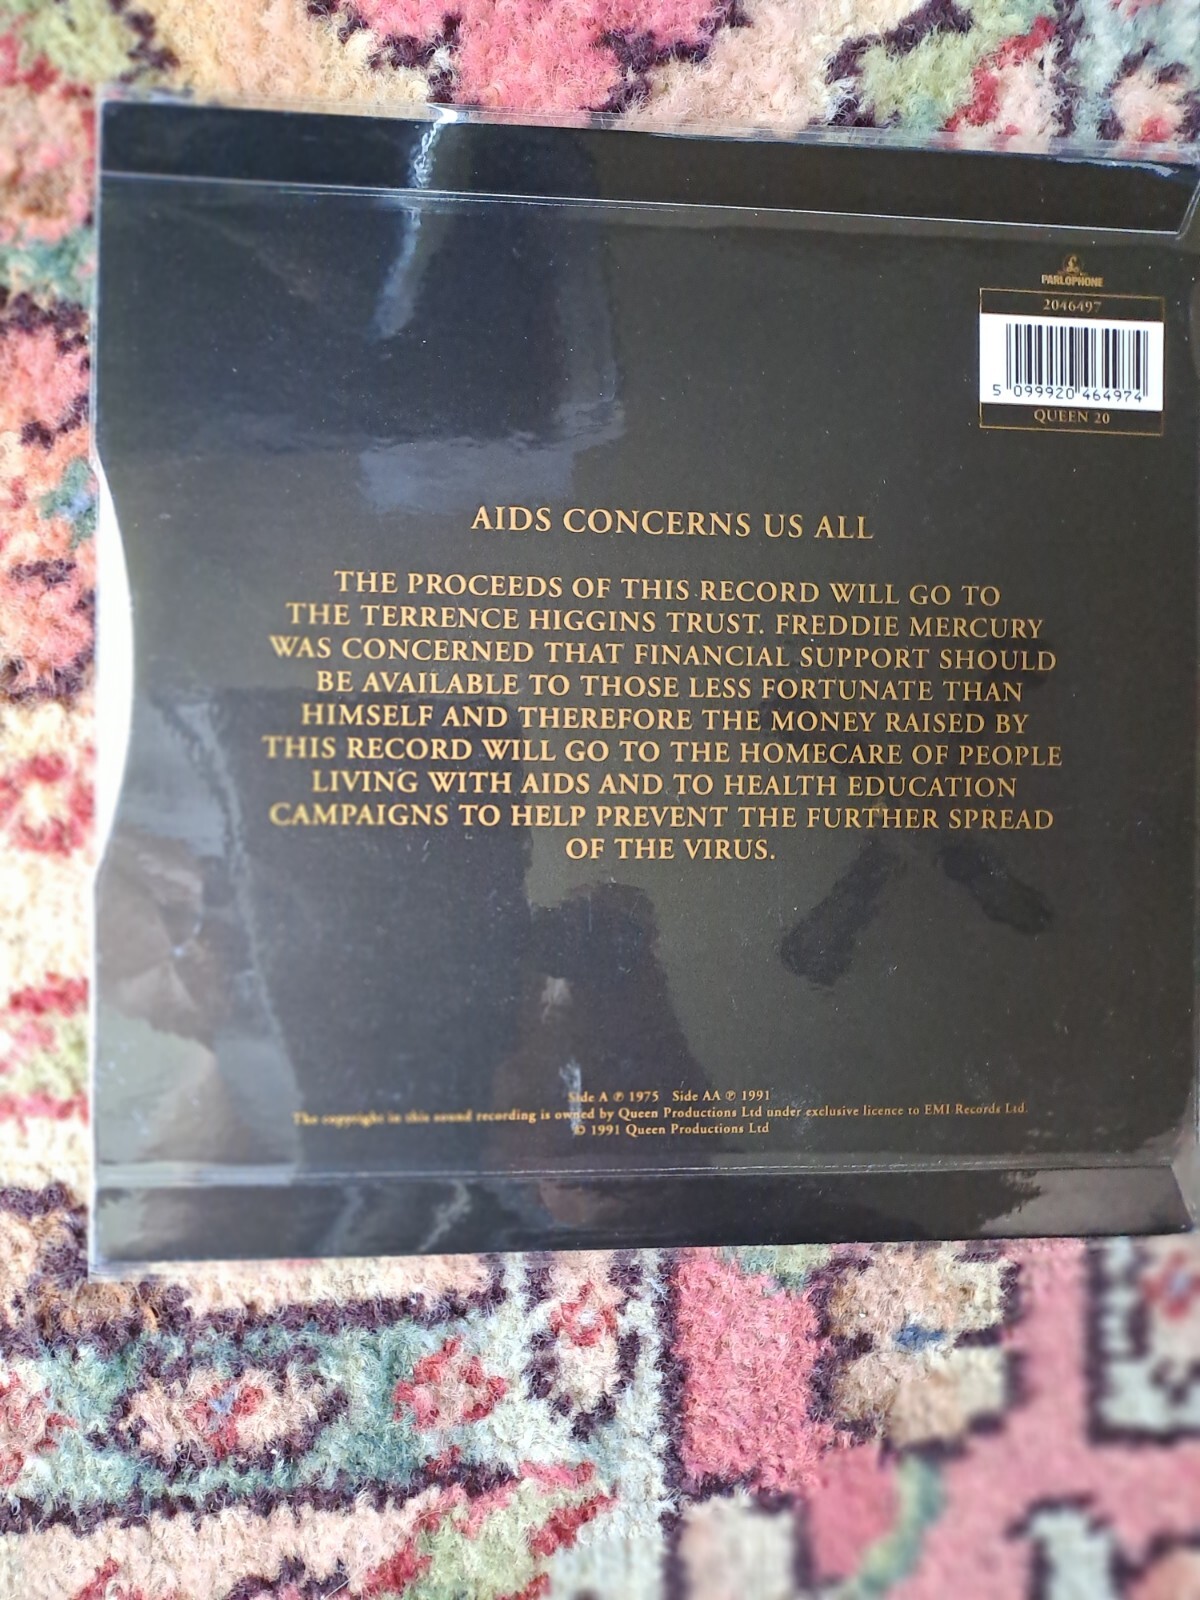 PARLOPHONE
2046497
5 099920 464974
QUEEN 20
AIDS CONCERNS US ALL
THE PROCEEDS OF THIS RECORD WILL GO TO
THE TERRENCE HIGGINS TRUST. FREDDIE MERCURY
WAS CONCERNED THAT FINANCIAL SUPPORT SHOULD
BE AVAILABLE TO THOSE LESS FORTUNATE THAN
HIMSELF AND THEREFORE THE MONEY RAISED BY
THIS RECORD WILL GO TO THE HOMECARE OF PEOPLE
LIVING WITH AIDS AND TO HEALTH EDUCATION
CAMPAIGNS TO HELP PREVENT THE FURTHER SPREAD
OF THE VIRUS.
Side A ℗ 1975 Side AA ℗ 1991
The copyright in this sound recording is owned by Queen Productions Ltd under exclusive licence to EMI Records Ltd.
© 1991 Queen Productions Ltd